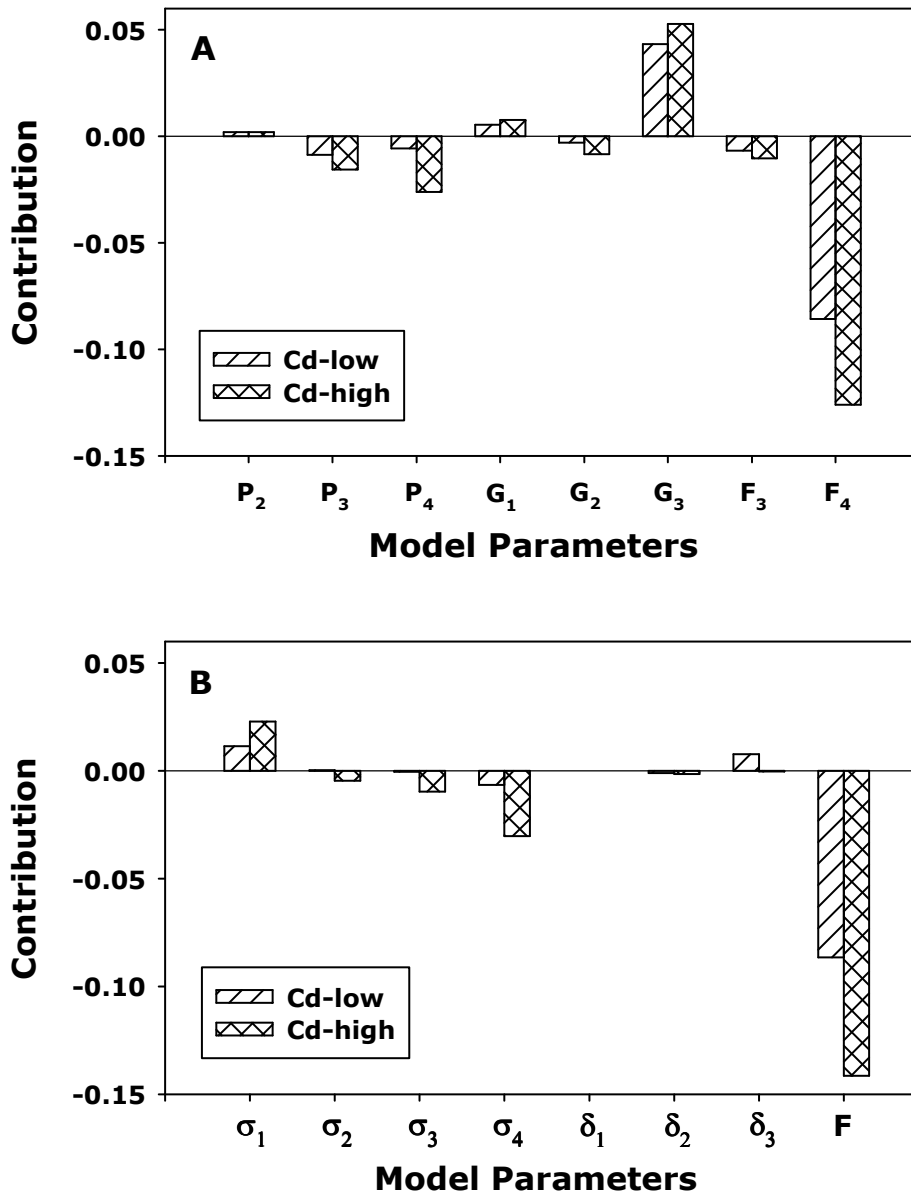 A
0.05
0.00
-0.05
-0.10
-0.15
Contribution
Cd-low
Cd-high
P₂ P₃ P₄ G₁ G₂ G₃ F₃ F₄
Model Parameters
B
0.05
0.00
-0.05
-0.10
-0.15
Contribution
Cd-low
Cd-high
σ₁ σ₂ σ₃ σ₄ δ₁ δ₂ δ₃ F
Model Parameters